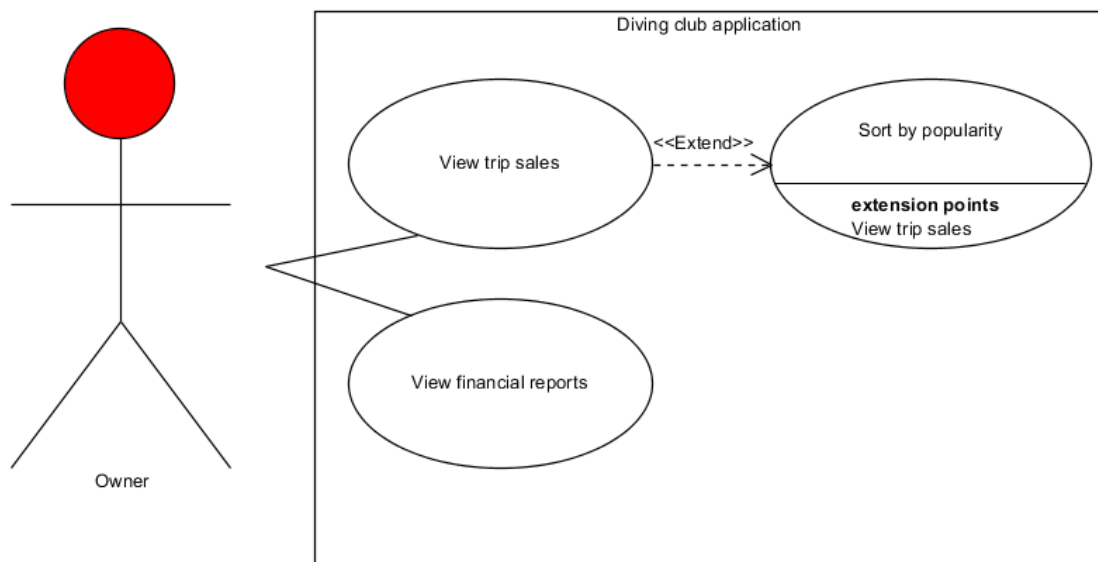 Diving club application
View trip sales
<<Extend>>
Sort by popularity
extension points
View trip sales
View financial reports
Owner